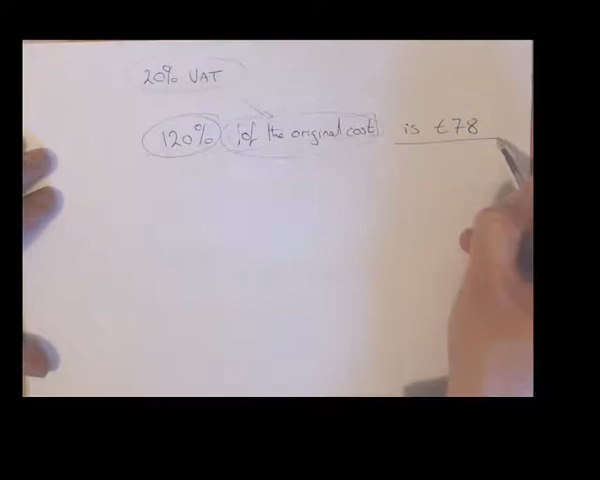 20% VAT
120% of the original cost is €78